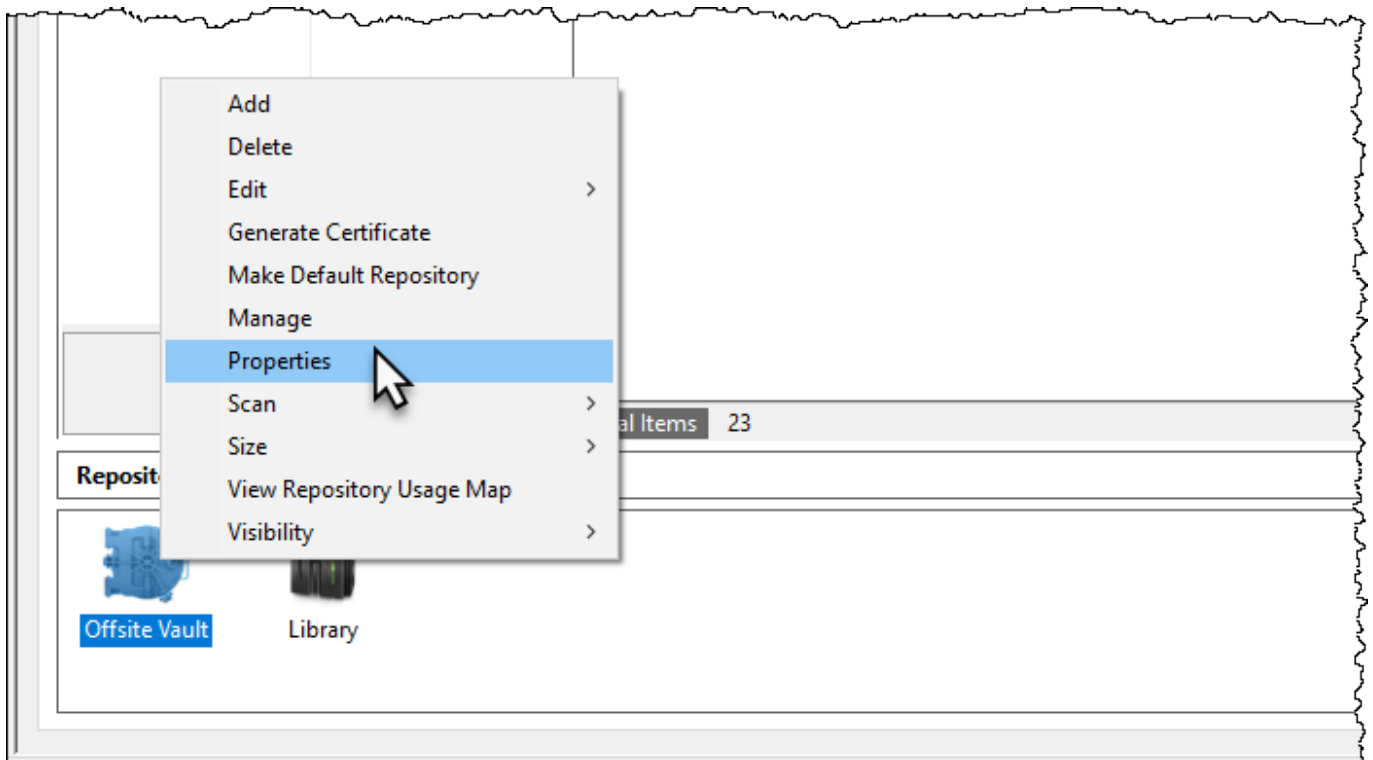 Add
Delete
Edit
Generate Certificate
Make Default Repository
Manage
Properties
Scan
Size
View Repository Usage Map
Visibility
al Items 23
Reposit
Offsite Vault
Library